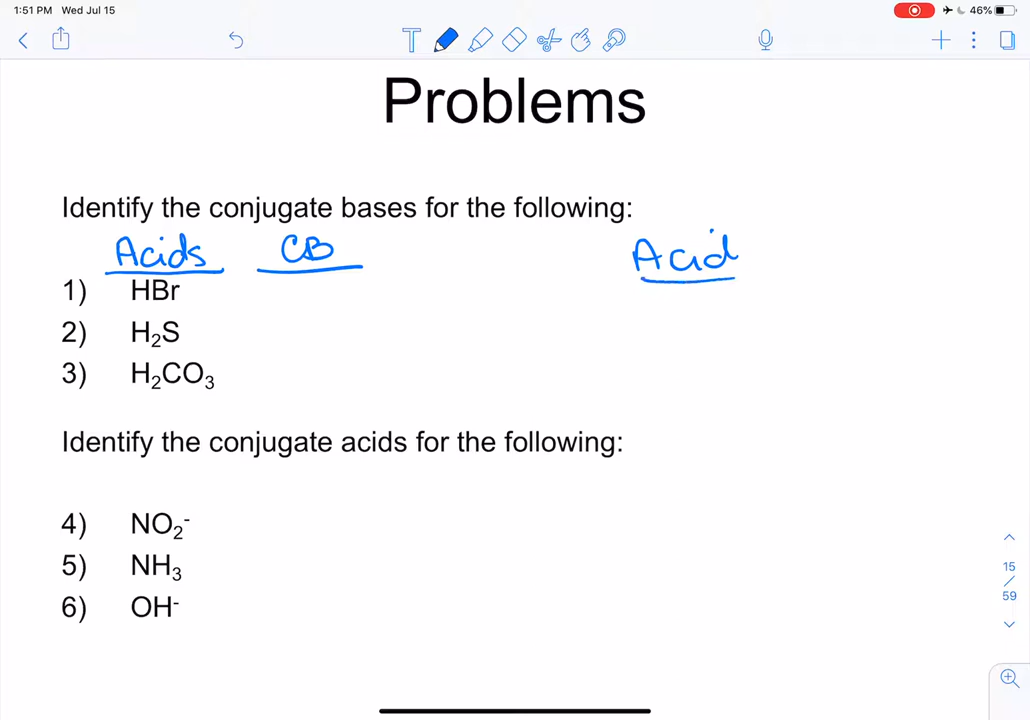 1:51 PM Wed Jul 15 46%
T
Problems
Identify the conjugate bases for the following:
Acids CB Acid
1) HBr
2) H₂S
3) H₂CO₃
Identify the conjugate acids for the following:
4) NO₂⁻
5) NH₃
6) OH⁻
15
/
59